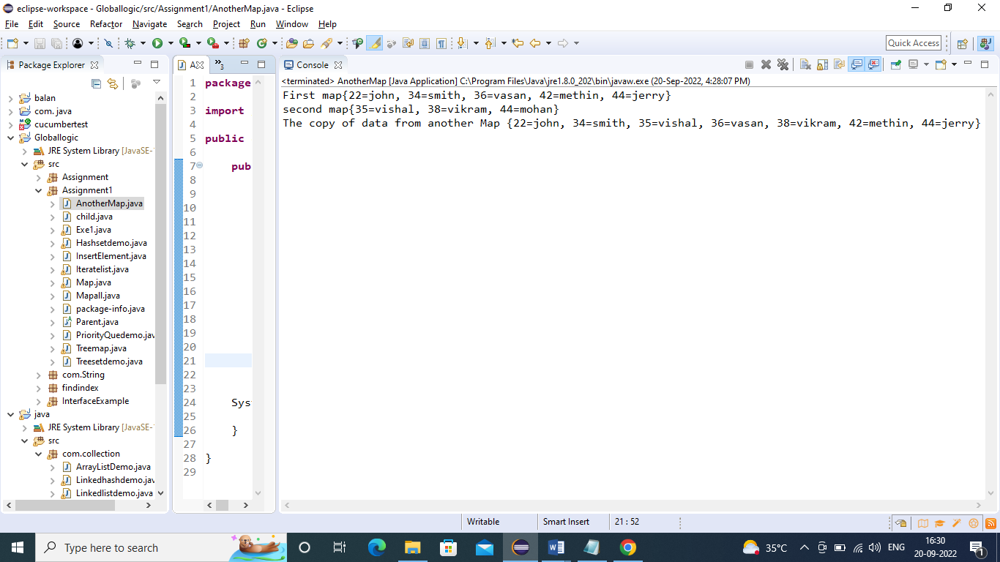 eclipse-workspace - Globallogic/src/Assignment1/AnotherMap.java - Eclipse
File Edit Source Refactor Navigate Search Project Run Window Help
Quick Access
Package Explorer
balan
com. java
cucumbertest
Globallogic
JRE System Library [JavaSE-1
src
Assignment
Assignment1
AnotherMap.java
child.java
Exe1.java
Hashsetdemo.java
InsertElement.java
Iteratelist.java
Map.java
Mapall.java
package-info.java
Parent.java
PriorityQuedemo.jav
Treemap.java
Treesetdemo.java
com.String
findindex
InterfaceExample
java
JRE System Library [JavaSE-1
src
com.collection
ArrayListDemo.java
Linkedhashdemo.jav
Linkedlistdemo.java
A
»3
1 package
2
3 import
4
5 public
6
7 pub
8
9
10
11
12
13
14
15
16
17
18
19
20
21
22
23
24 Sys
25
26 }
27
28 }
29
Console
<terminated> AnotherMap [Java Application] C:\Program Files\Java\jre1.8.0_202\bin\javaw.exe (20-Sep-2022, 4:28:07 PM)
First map{22=john, 34=smith, 36=vasan, 42=methin, 44=jerry}
second map{35=vishal, 38=vikram, 44=mohan}
The copy of data from another Map {22=john, 34=smith, 35=vishal, 36=vasan, 38=vikram, 42=methin, 44=jerry}
Writable Smart Insert 21 : 52
Type here to search
35°C
ENG
16:30
20-09-2022
1